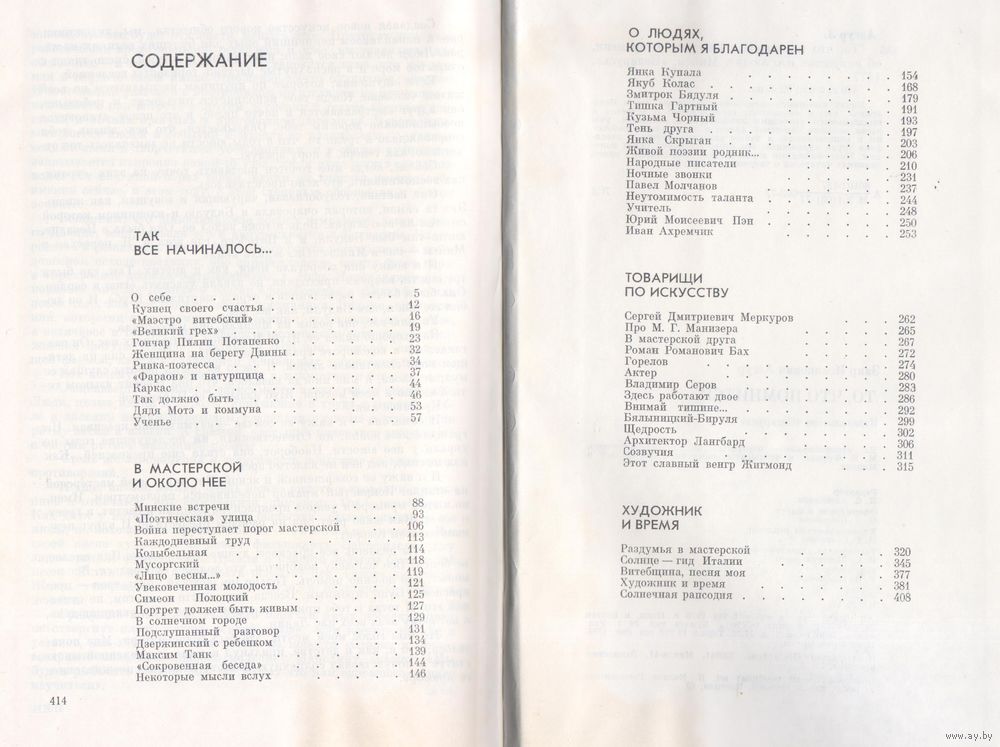 СОДЕРЖАНИЕ
ТАК
ВСЕ НАЧИНАЛОСЬ...
О себе . . . . . . . . . . . 5
Кузнец своего счастья . . . . . . . 12
«Маэстро витебский» . . . . . . . 16
«Великий грех» . . . . . . . . 19
Гончар Пилип Потапенко . . . . . . 23
Женщина на берегу Двины . . . . . . 32
Ривка-поэтесса . . . . . . . . 34
«Фараон» и натурщица . . . . . . . 37
Каркас . . . . . . . . . . 44
Так должно быть . . . . . . . . 46
Дядя Мотэ и коммуна . . . . . . . 53
Ученье . . . . . . . . . . 57
В МАСТЕРСКОЙ
И ОКОЛО НЕЕ
Минские встречи . . . . . . . . 88
«Поэтическая» улица . . . . . . . 93
Война переступает порог мастерской . . . . 106
Каждодневный труд . . . . . . . 113
Колыбельная . . . . . . . . 114
Мусоргский . . . . . . . . 118
«Лицо весны...» . . . . . . . . 119
Увековеченная молодость . . . . . . 121
Симеон Полоцкий . . . . . . . 125
Портрет должен быть живым . . . . . 127
В солнечном городе . . . . . . . 129
Подслушанный разговор . . . . . . 131
Дзержинский с ребенком . . . . . . 134
Максим Танк . . . . . . . . 139
«Сокровенная беседа» . . . . . . . 144
Некоторые мысли вслух . . . . . . 146
414
О ЛЮДЯХ,
КОТОРЫМ Я БЛАГОДАРЕН
Янка Купала . . . . . . . . 154
Якуб Колас . . . . . . . . 168
Змитрок Бядуля . . . . . . . . 179
Тишка Гартный . . . . . . . . 191
Кузьма Чорный . . . . . . . . 193
Тень друга . . . . . . . . 197
Янка Скрыган . . . . . . . . 203
Живой поэзии родник... . . . . . . . 206
Народные писатели . . . . . . . 210
Ночные звонки . . . . . . . . 231
Павел Молчанов . . . . . . . . 237
Неутомимость таланта . . . . . . . 244
Учитель . . . . . . . . 248
Юрий Моисеевич Пэн . . . . . . . 250
Иван Ахремчик . . . . . . . . 253
ТОВАРИЩИ
ПО ИСКУССТВУ
Сергей Дмитриевич Меркуров . . . 262
Про М. Г. Манизера . . . . . 265
В мастерской друга . . . . . 267
Роман Романович Бах . . . . . 272
Горелов . . . . . . . . . 274
Актер . . . . . . . . . 280
Владимир Серов . . . . . . . 283
Здесь работают двое . . . . . . 286
Внимай тишине... . . . . . . . 292
Бялыницкий-Бируля . . . . . . 299
Щедрость . . . . . . . . 302
Архитектор Лангбард . . . . . . 306
Созвучия . . . . . . . . 311
Этот славный венгр Жигмонд . . . . 315
ХУДОЖНИК
И ВРЕМЯ
Раздумья в мастерской . . . . . . 320
Солнце — гид Италии . . . . . . 345
Витебщина, песня моя . . . . . . 377
Художник и время . . . . . . . 381
Солнечная рапсодия . . . . . . . 408
www.ay.by